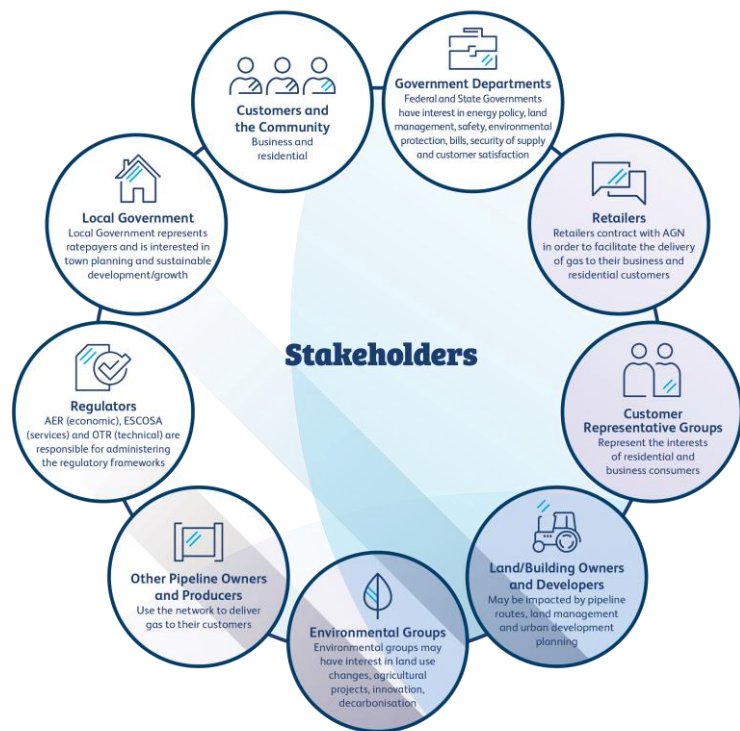 Government Departments
Federal and State Governments
have interest in energy policy, land
management, safety, environmental
protection, bills, security of supply
and customer satisfaction
Customers and
the Community
Business and
residential
Local Government
Local Government represents
ratepayers and is interested in
town planning and sustainable
development/growth
Retailers
Retailers contract with AGN
in order to facilitate the delivery
of gas to their business and
residential customers
Stakeholders
Regulators
AER (economic), ESCOSA
(services) and OTR (technical) are
responsible for administering
the regulatory frameworks
Customer
Representative Groups
Represent the interests
of residential and
business consumers
Other Pipeline Owners
and Producers
Use the network to deliver
gas to their customers
Land/Building Owners
and Developers
May be impacted by pipeline
routes, land management
and urban development
planning
Environmental Groups
Environmental groups may
have interest in land use
changes, agricultural
projects, innovation,
decarbonisation